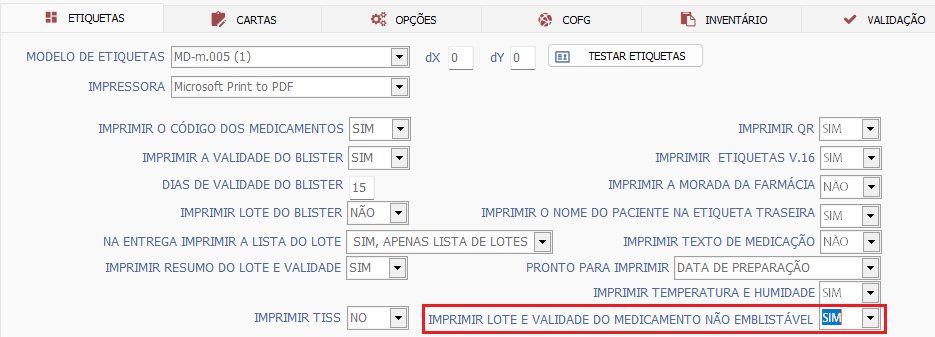 ETIQUETAS CARTAS OPÇÕES COFG INVENTÁRIO VALIDAÇÃO
MODELO DE ETIQUETAS MD-m.005 (1) dX 0 dY 0 TESTAR ETIQUETAS
IMPRESSORA Microsoft Print to PDF
IMPRIMIR O CÓDIGO DOS MEDICAMENTOS SIM IMPRIMIR QR SIM
IMPRIMIR A VALIDADE DO BLISTER SIM IMPRIMIR ETIQUETAS V.16 SIM
DIAS DE VALIDADE DO BLISTER 15 IMPRIMIR A MORADA DA FARMÁCIA NÃO
IMPRIMIR LOTE DO BLISTER NÃO IMPRIMIR O NOME DO PACIENTE NA ETIQUETA TRASEIRA SIM
NA ENTREGA IMPRIMIR A LISTA DO LOTE SIM, APENAS LISTA DE LOTES IMPRIMIR TEXTO DE MEDICAÇÃO NÃO
IMPRIMIR RESUMO DO LOTE E VALIDADE SIM PRONTO PARA IMPRIMIR DATA DE PREPARAÇÃO
IMPRIMIR TEMPERATURA E HUMIDADE SIM
IMPRIMIR TISS NO IMPRIMIR LOTE E VALIDADE DO MEDICAMENTO NÃO EMBLISTÁVEL SIM